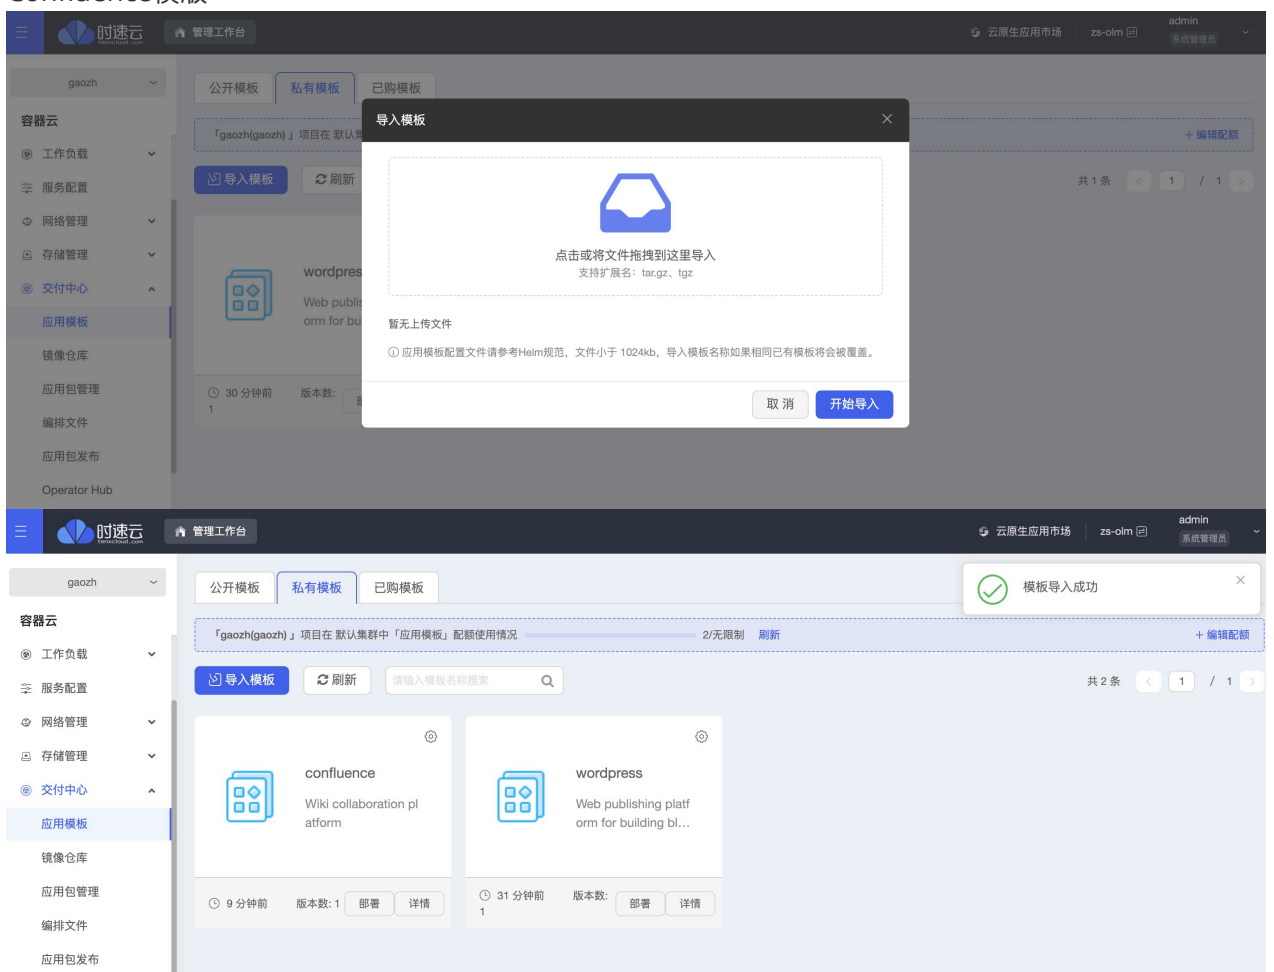 Confluence模版
时速云
tenxcloud.com
管理工作台
云原生应用市场
zs-olm
admin
系统管理员
gaozh
公开模板
私有模板
已购模板
容器云
「gaozh(gaozh) 」项目在 默认集
+ 编辑配额
工作负载
服务配置
网络管理
存储管理
交付中心
应用模板
镜像仓库
应用包管理
编排文件
应用包发布
Operator Hub
导入模板
刷新
共 1 条
1 / 1
wordpres
Web publis
orm for bu
30 分钟前
版本数:
1
导入模板
点击或将文件拖拽到这里导入
支持扩展名：tar.gz、tgz
暂无上传文件
应用模板配置文件请参考Helm规范，文件小于 1024kb，导入模板名称如果相同已有模板将会被覆盖。
取 消
开始导入
时速云
tenxcloud.com
管理工作台
云原生应用市场
zs-olm
admin
系统管理员
gaozh
公开模板
私有模板
已购模板
模板导入成功
容器云
「gaozh(gaozh) 」项目在 默认集群中「应用模板」配额使用情况
2/无限制
刷新
+ 编辑配额
工作负载
服务配置
网络管理
存储管理
交付中心
应用模板
镜像仓库
应用包管理
编排文件
应用包发布
导入模板
刷新
请输入模板名称搜索
共 2 条
1 / 1
confluence
Wiki collaboration pl
atform
9 分钟前
版本数: 1
部署
详情
wordpress
Web publishing platf
orm for building bl...
31 分钟前
版本数:
1
部署
详情